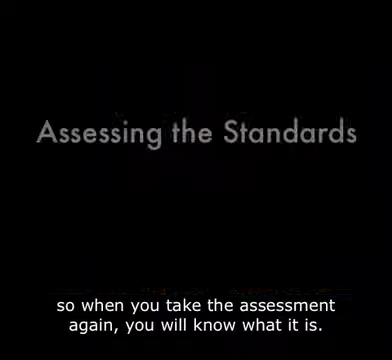 Assessing the Standards
so when you take the assessment
again, you will know what it is.